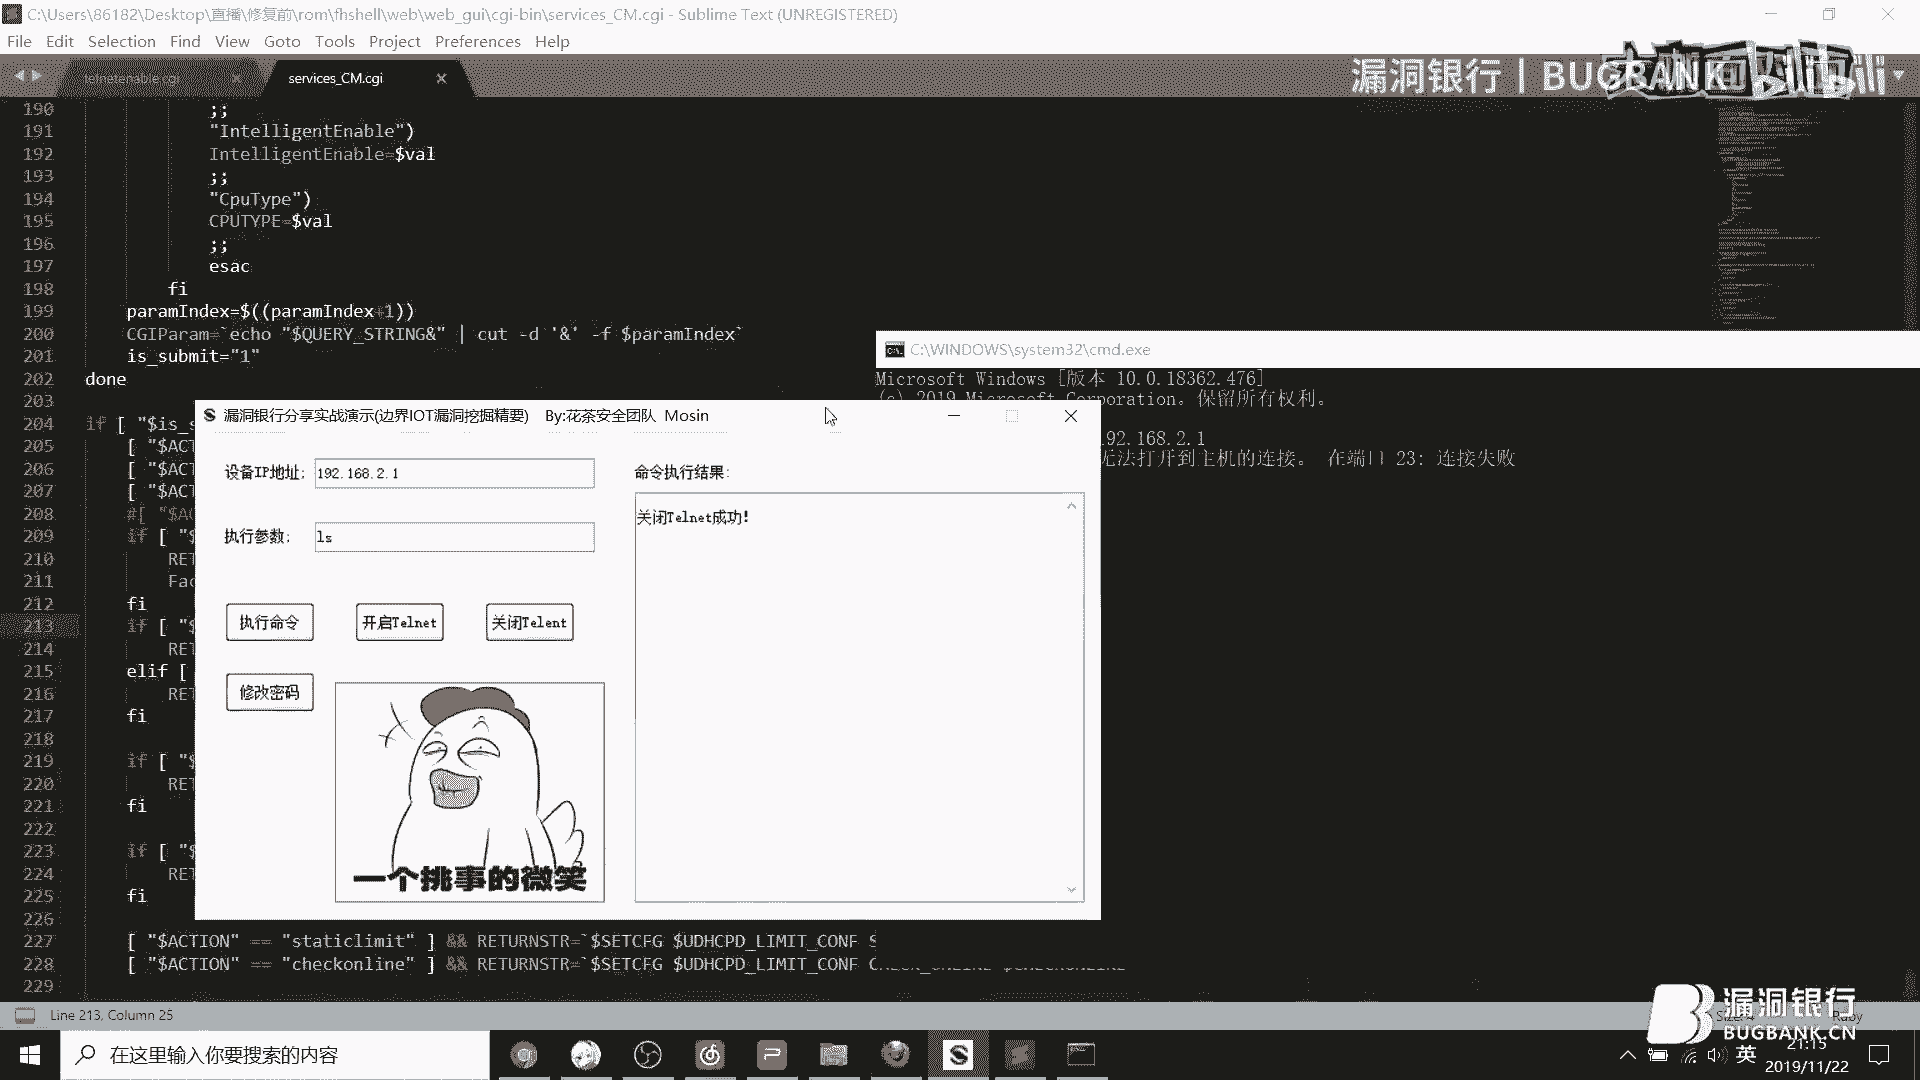 C:\Users\86182\Desktop\直播\修复前\rom\fhshell\web\web_gui\cgi-bin\services_CM.cgi - Sublime Text (UNREGISTERED)
File Edit Selection Find View Goto Tools Project Preferences Help
telnetenable.cgi
services_CM.cgi
漏洞银行 | BUGBANK
bilibili
190 ;;
191 "IntelligentEnable")
192 IntelligentEnable=$val
193 ;;
194 "CpuType")
195 CPUTYPE=$val
196 ;;
197 esac
198 fi
199 paramIndex=$((paramIndex+1))
200 CGIParam=`echo "$QUERY_STRING&" | cut -d '&' -f $paramIndex`
201 is_submit="1"
202 done
203
204 if [ "$is_s
205 [ "$ACT
206 [ "$ACT
207 [ "$ACT
208 #[ "$AC
209 if [ "$
210 RET
211 Fac
212 fi
213 if [ "$
214 RET
215 elif [
216 RET
217 fi
218
219 if [ "$
220 RET
221 fi
222
223 if [ "$
224 RET
225 fi
226
227 [ "$ACTION" == "staticlimit" ] && RETURNSTR=`$SETCFG $UDHCPD_LIMIT_CONF S
228 [ "$ACTION" == "checkonline" ] && RETURNSTR=`$SETCFG $UDHCPD_LIMIT_CONF
229
C:\WINDOWS\system32\cmd.exe
Microsoft Windows [版本 10.0.18362.476]
(c) 2019 Microsoft Corporation。保留所有权利。
92.168.2.1
无法打开到主机的连接。 在端口 23: 连接失败
漏洞银行分享实战演示(边界IOT漏洞挖掘精要) By:花茶安全团队 Mosin
设备IP地址: 192.168.2.1
执行参数: ls
执行命令
开启Telnet
关闭Telent
修改密码
命令执行结果:
关闭Telnet成功!
一个挑事的微笑
Line 213, Column 25
漏洞银行
BUGBANK.CN
Ruby
在这里输入你要搜索的内容
英
21:15
2019/11/22